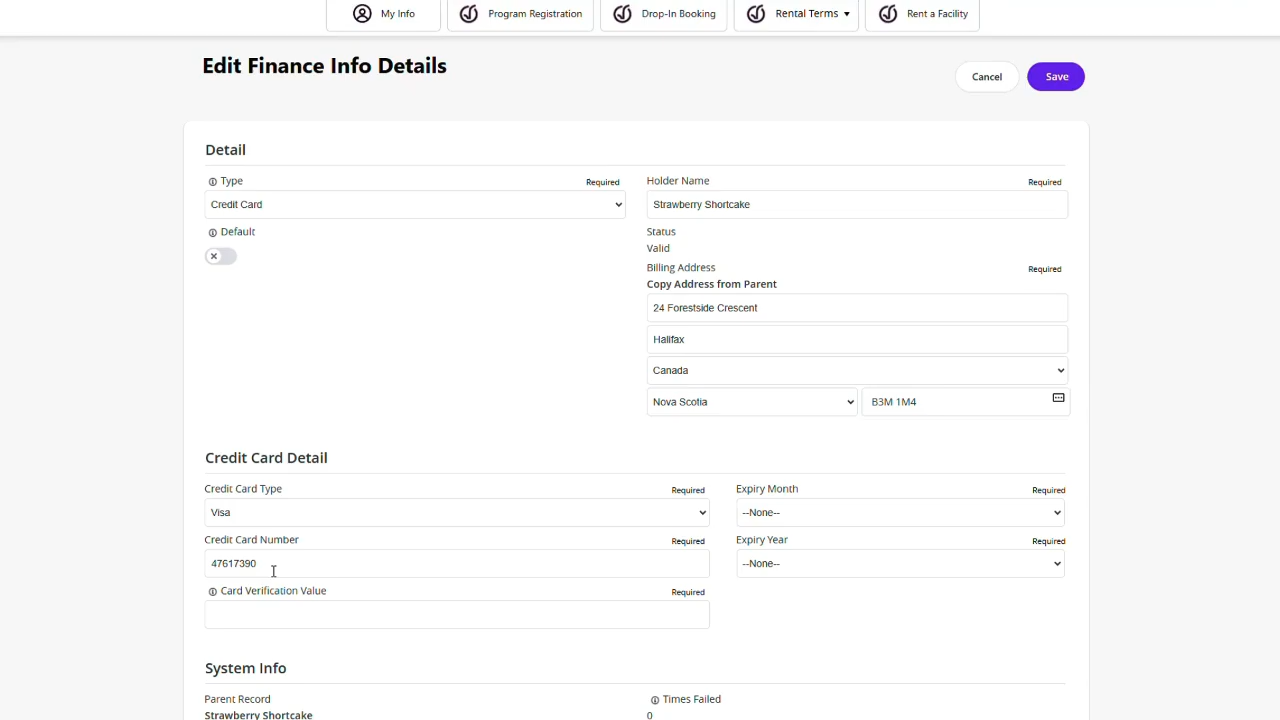 My Info Program Registration Drop-In Booking Rental Terms Rent a Facility
Edit Finance Info Details
Cancel Save
Detail
Type Required
Credit Card
Default
Holder Name Required
Strawberry Shortcake
Status
Valid
Billing Address Required
Copy Address from Parent
24 Forestside Crescent
Halifax
Canada
Nova Scotia B3M 1M4
Credit Card Detail
Credit Card Type Required
Visa
Expiry Month Required
--None--
Credit Card Number Required
47617390
Expiry Year Required
--None--
Card Verification Value Required
System Info
Parent Record
Strawberry Shortcake
Times Failed
0